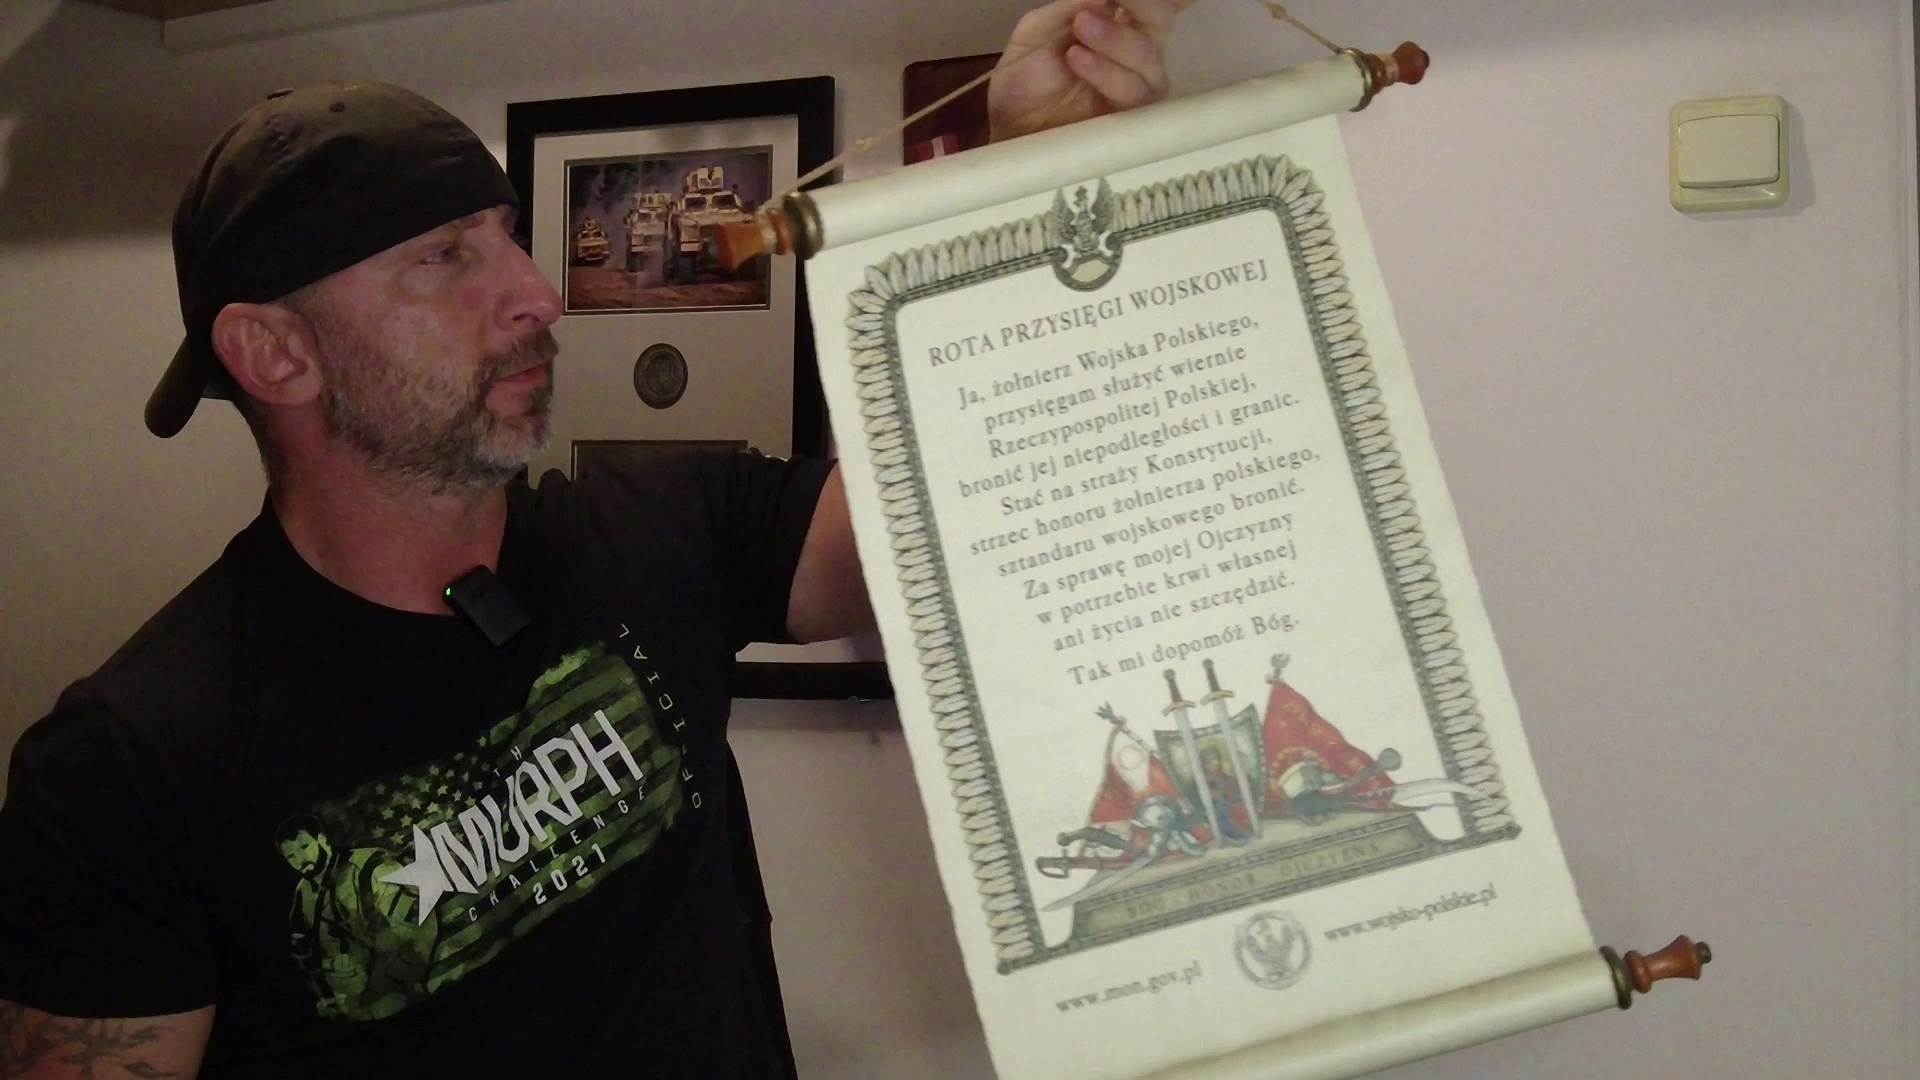 ROTA PRZYSIĘGI WOJSKOWEJ
Ja, żołnierz Wojska Polskiego,
przysięgam służyć wiernie
Rzeczypospolitej Polskiej,
bronić jej niepodległości i granic.
Stać na straży Konstytucji,
strzec honoru żołnierza polskiego,
sztandaru wojskowego bronić.
Za sprawę mojej Ojczyzny
w potrzebie krwi własnej
ani życia nie szczędzić.
Tak mi dopomóż Bóg.
BÓG · HONOR · OJCZYZNA
www.mon.gov.pl
www.wojsko-polskie.pl
OFFICIAL
THE
MURPH
CHALLENGE
2021